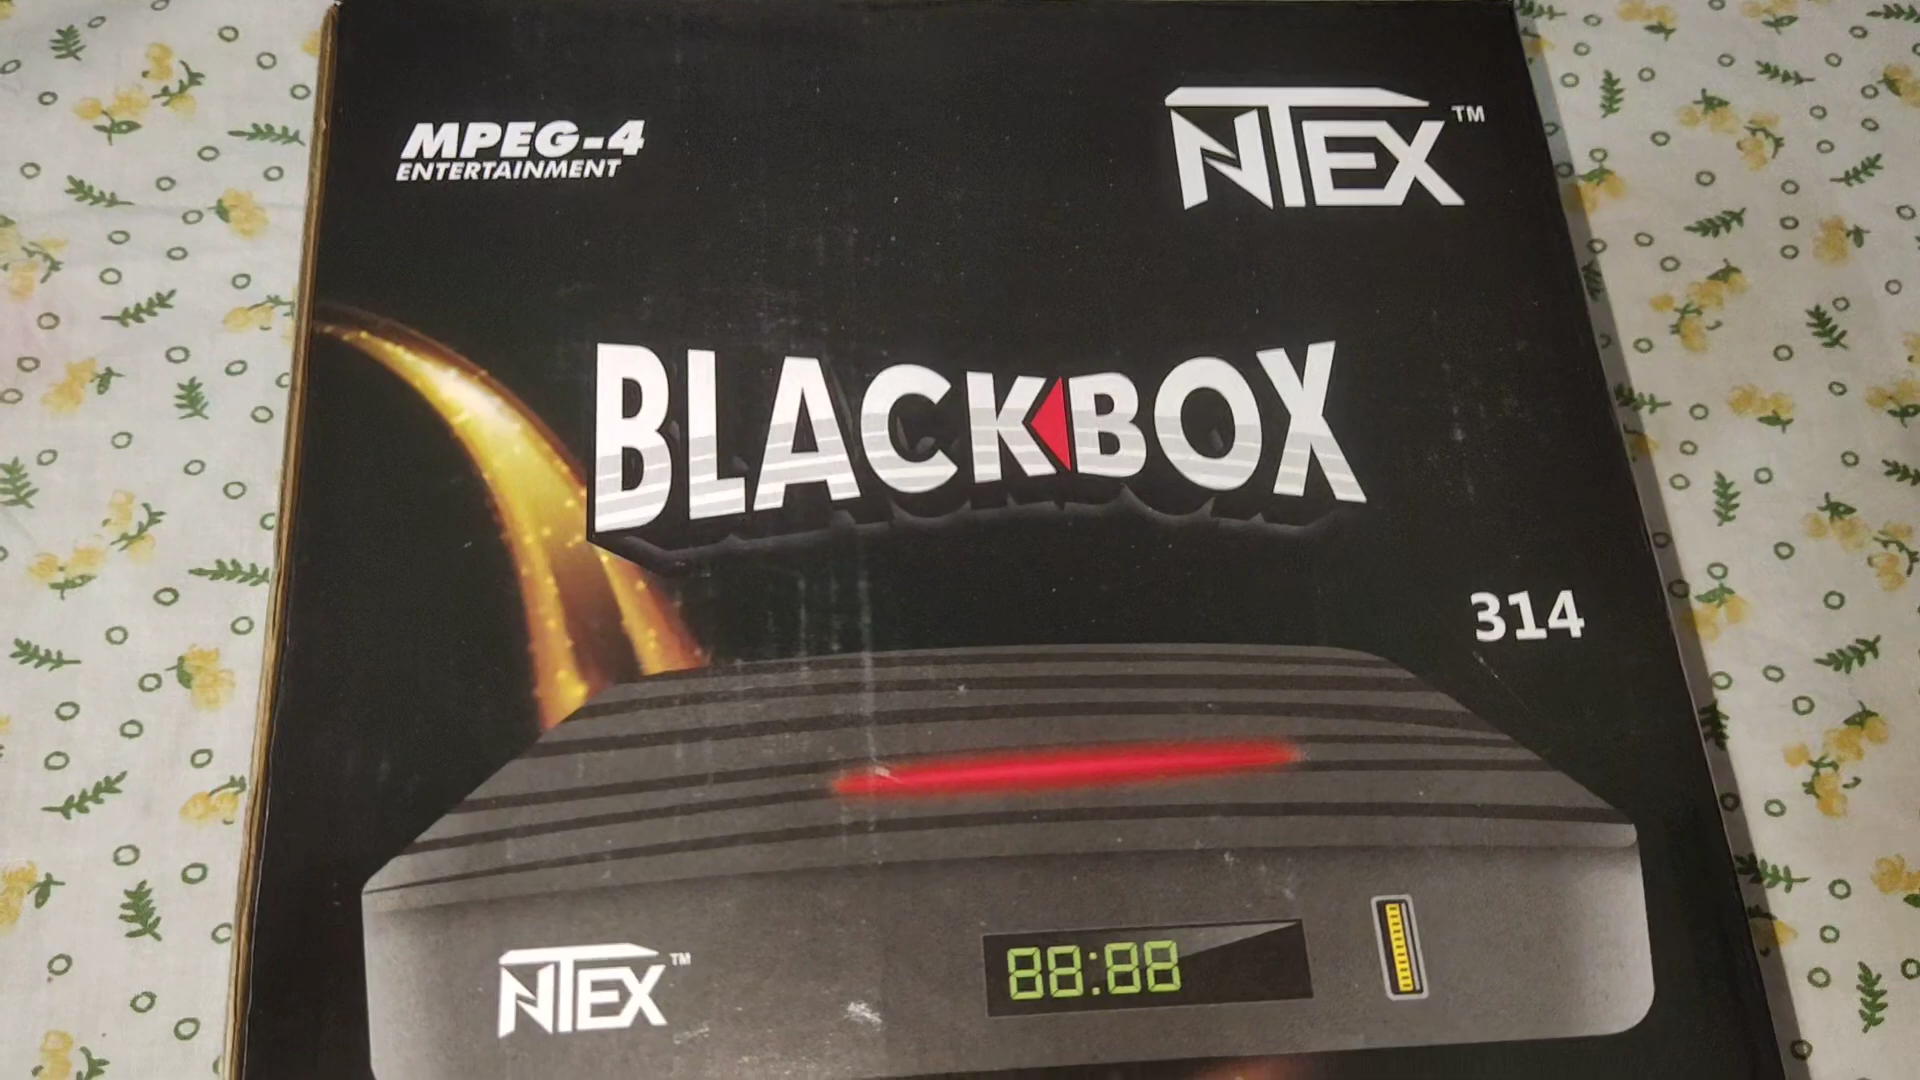 MPEG-4
ENTERTAINMENT
NTEX™
BLACKBOX
314
NTEX™
88:88